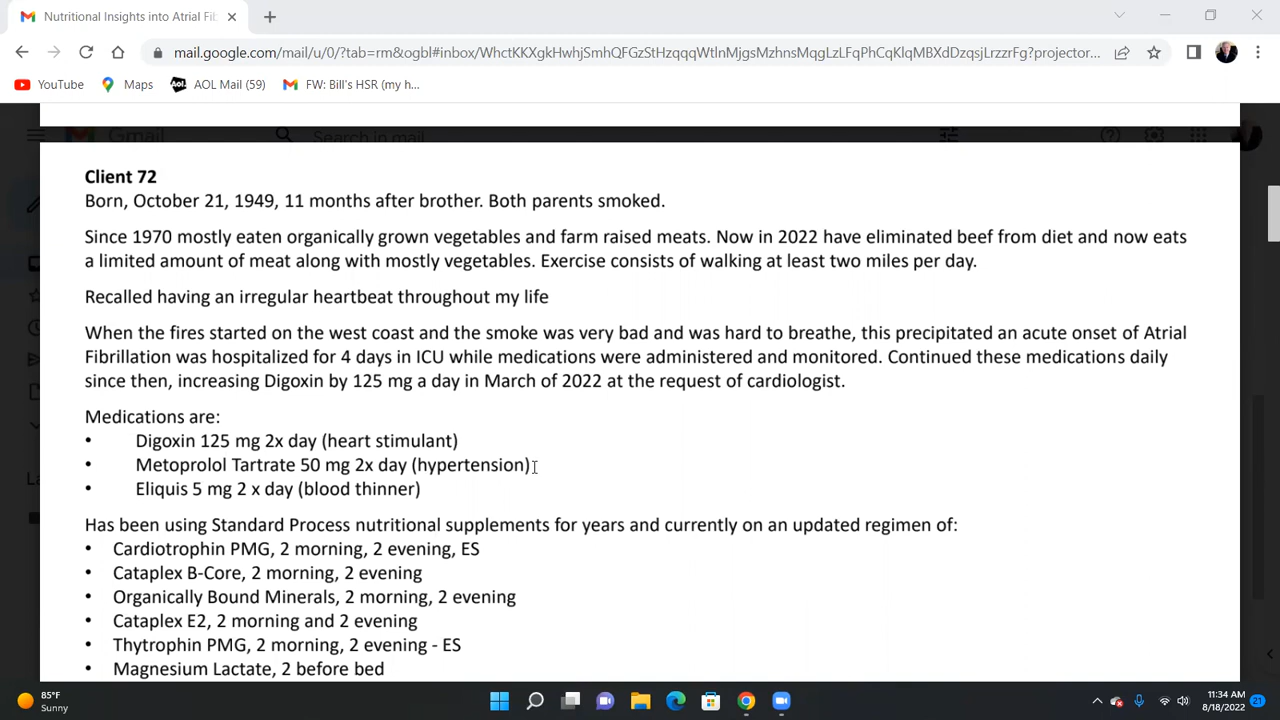 Nutritional Insights into Atrial Fib
mail.google.com/mail/u/0/?tab=rm&ogbl#inbox/WhctKKXgkHwhjSmhQFGzStHzqqqWtlnMjgsMzhnsMqgLzLFqPhCqKlqMBXdDzqsjLrzzrFg?projector...
YouTube Maps AOL Mail (59) FW: Bill's HSR (my h...
Gmail Search in mail
Client 72
Born, October 21, 1949, 11 months after brother. Both parents smoked.
Since 1970 mostly eaten organically grown vegetables and farm raised meats. Now in 2022 have eliminated beef from diet and now eats
a limited amount of meat along with mostly vegetables. Exercise consists of walking at least two miles per day.
Recalled having an irregular heartbeat throughout my life
When the fires started on the west coast and the smoke was very bad and was hard to breathe, this precipitated an acute onset of Atrial
Fibrillation was hospitalized for 4 days in ICU while medications were administered and monitored. Continued these medications daily
since then, increasing Digoxin by 125 mg a day in March of 2022 at the request of cardiologist.
Medications are:
• Digoxin 125 mg 2x day (heart stimulant)
• Metoprolol Tartrate 50 mg 2x day (hypertension)
• Eliquis 5 mg 2 x day (blood thinner)
Has been using Standard Process nutritional supplements for years and currently on an updated regimen of:
• Cardiotrophin PMG, 2 morning, 2 evening, ES
• Cataplex B-Core, 2 morning, 2 evening
• Organically Bound Minerals, 2 morning, 2 evening
• Cataplex E2, 2 morning and 2 evening
• Thytrophin PMG, 2 morning, 2 evening - ES
• Magnesium Lactate, 2 before bed
85°F
Sunny
11:34 AM
8/18/2022
21